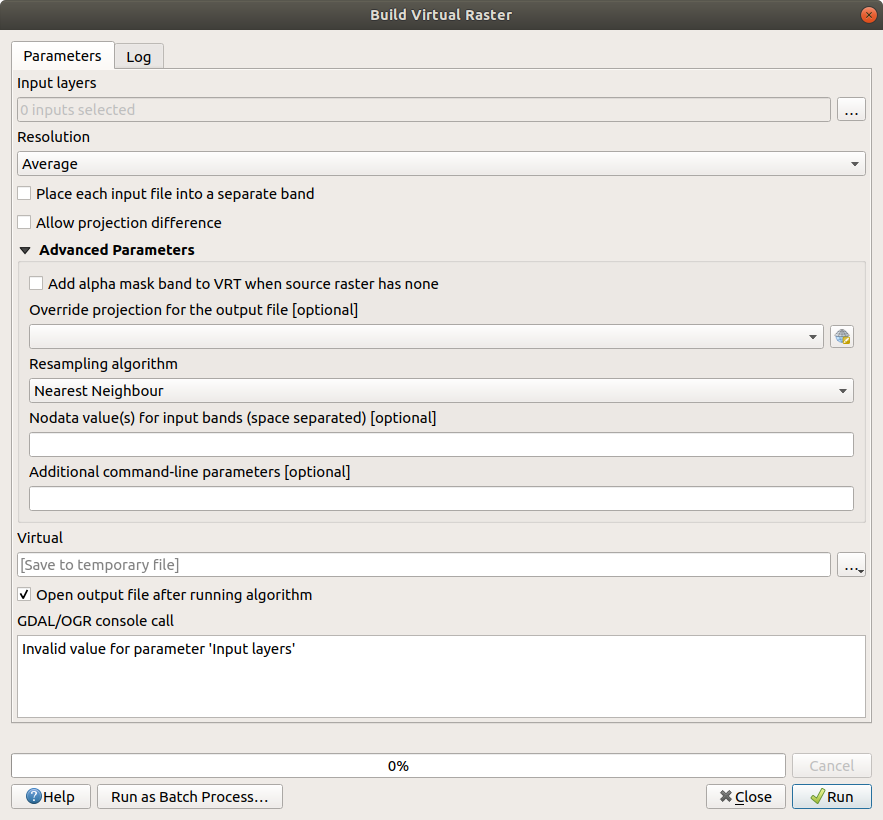 Build Virtual Raster
Parameters
Log
Input layers
0 inputs selected
...
Resolution
Average
Place each input file into a separate band
Allow projection difference
Advanced Parameters
Add alpha mask band to VRT when source raster has none
Override projection for the output file [optional]
Resampling algorithm
Nearest Neighbour
Nodata value(s) for input bands (space separated) [optional]
Additional command-line parameters [optional]
Virtual
[Save to temporary file]
...
Open output file after running algorithm
GDAL/OGR console call
Invalid value for parameter 'Input layers'
0%
Cancel
Help
Run as Batch Process...
Close
Run